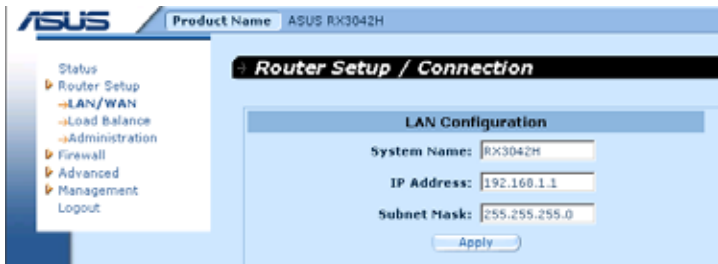 ASUS Product Name ASUS RX3042H
Status
Router Setup
LAN/WAN
Load Balance
Administration
Firewall
Advanced
Management
Logout
Router Setup / Connection
LAN Configuration
System Name: RX3042H
IP Address: 192.168.1.1
Subnet Mask: 255.255.255.0
Apply